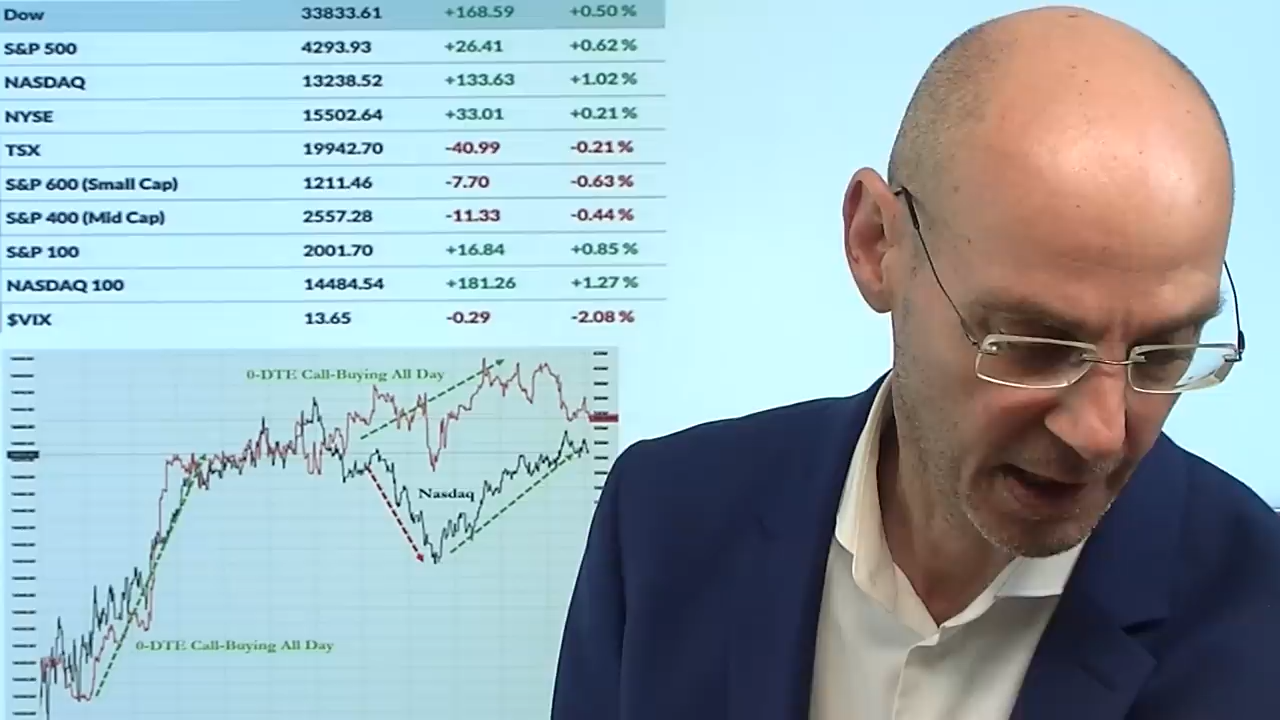 Dow 33833.61 +168.59 +0.50%
S&P 500 4293.93 +26.41 +0.62%
NASDAQ 13238.52 +133.63 +1.02%
NYSE 15502.64 +33.01 +0.21%
TSX 19942.70 -40.99 -0.21%
S&P 600 (Small Cap) 1211.46 -7.70 -0.63%
S&P 400 (Mid Cap) 2557.28 -11.33 -0.44%
S&P 100 2001.70 +16.84 +0.85%
NASDAQ 100 14484.54 +181.26 +1.27%
$VIX 13.65 -0.29 -2.08%
0-DTE Call-Buying All Day
Nasdaq
0-DTE Call-Buying All Day